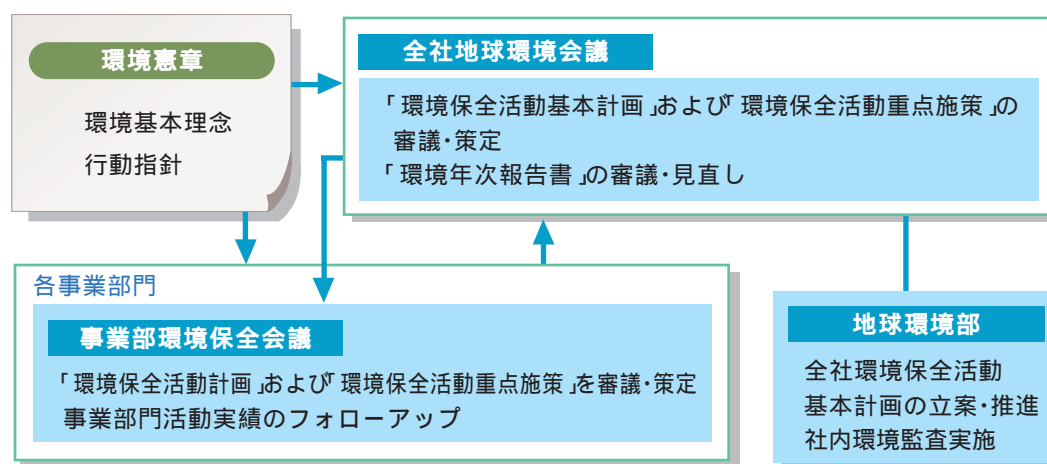 環境憲章
環境基本理念
行動指針
全社地球環境会議
「環境保全活動基本計画」および「環境保全活動重点施策」の
審議・策定
「環境年次報告書」の審議・見直し
各事業部門
事業部環境保全会議
「環境保全活動計画」および「環境保全活動重点施策」を審議・策定
事業部門活動実績のフォローアップ
地球環境部
全社環境保全活動
基本計画の立案・推進
社内環境監査実施